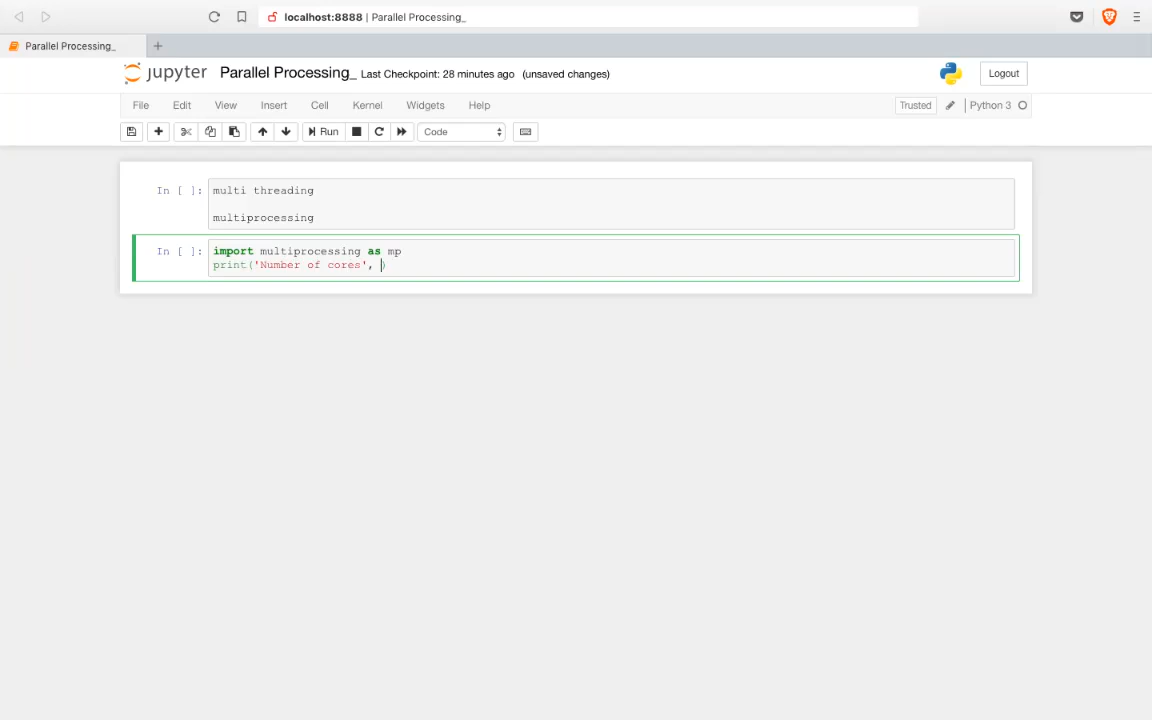 localhost:8888 | Parallel Processing_
Parallel Processing_
jupyter Parallel Processing_ Last Checkpoint: 28 minutes ago (unsaved changes)
Logout
File Edit View Insert Cell Kernel Widgets Help
Trusted Python 3
Run Code
In [ ]: multi threading
multiprocessing
In [ ]: import multiprocessing as mp
print('Number of cores', )